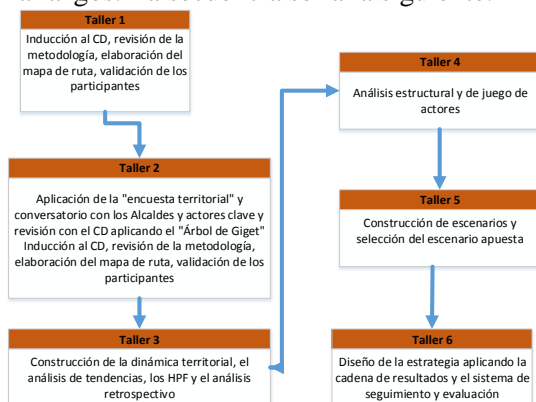 Taller 1
Inducción al CD, revisión de la
metodología, elaboración del
mapa de ruta, validación de los
participantes
Taller 2
Aplicación de la "encuesta territorial" y
conversatorio con los Alcaldes y actores clave y
revisión con el CD aplicando el "Árbol de Giget"
Inducción al CD, revisión de la metodología,
elaboración del mapa de ruta, validación de los
participantes
Taller 3
Construcción de la dinámica territorial, el
análisis de tendencias, los HPF y el análisis
retrospectivo
Taller 4
Análisis estructural y de juego de
actores
Taller 5
Construcción de escenarios y
selección del escenario apuesta
Taller 6
Diseño de la estrategia aplicando la
cadena de resultados y el sistema de
seguimiento y evaluación